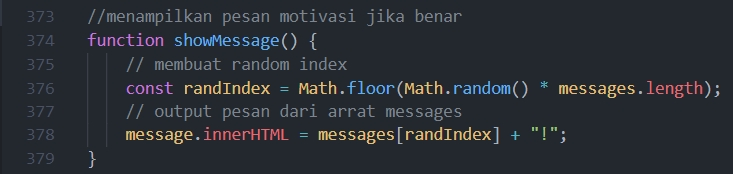 373 //menampilkan pesan motivasi jika benar
374 function showMessage() {
375 // membuat random index
376 const randIndex = Math.floor(Math.random() * messages.length);
377 // output pesan dari arrat messages
378 message.innerHTML = messages[randIndex] + "!";
379 }